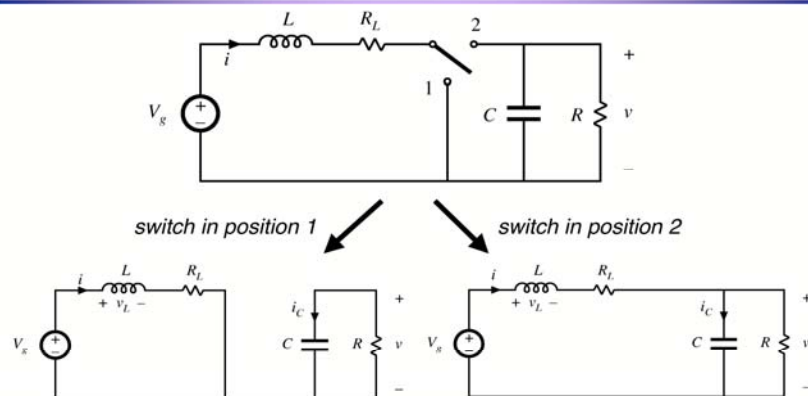 L R_L 2
i
+
1
V_g + − C R v
−
switch in position 1 switch in position 2
i L R_L
+ v_L −
V_g + −
i_C +
C R v
−
i L R_L
+ v_L −
V_g + −
i_C +
C R v
−